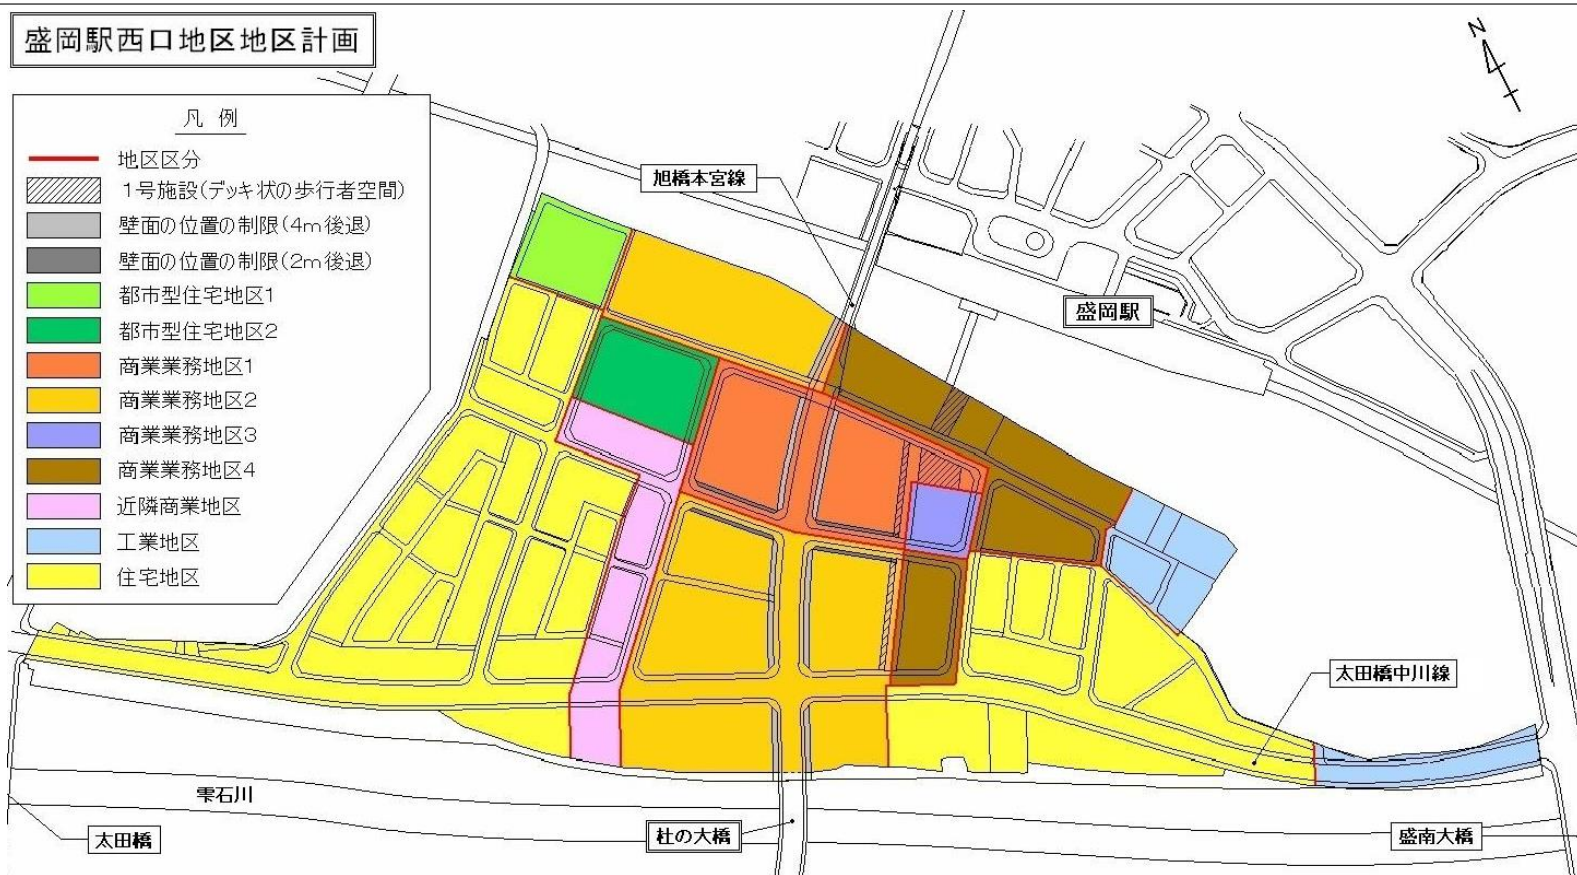 盛岡駅西口地区地区計画
凡 例
地区区分
1号施設(デッキ状の歩行者空間)
壁面の位置の制限(4m後退)
壁面の位置の制限(2m後退)
都市型住宅地区1
都市型住宅地区2
商業業務地区1
商業業務地区2
商業業務地区3
商業業務地区4
近隣商業地区
工業地区
住宅地区
N
旭橋本宮線
盛岡駅
太田橋中川線
雫石川
太田橋
杜の大橋
盛南大橋